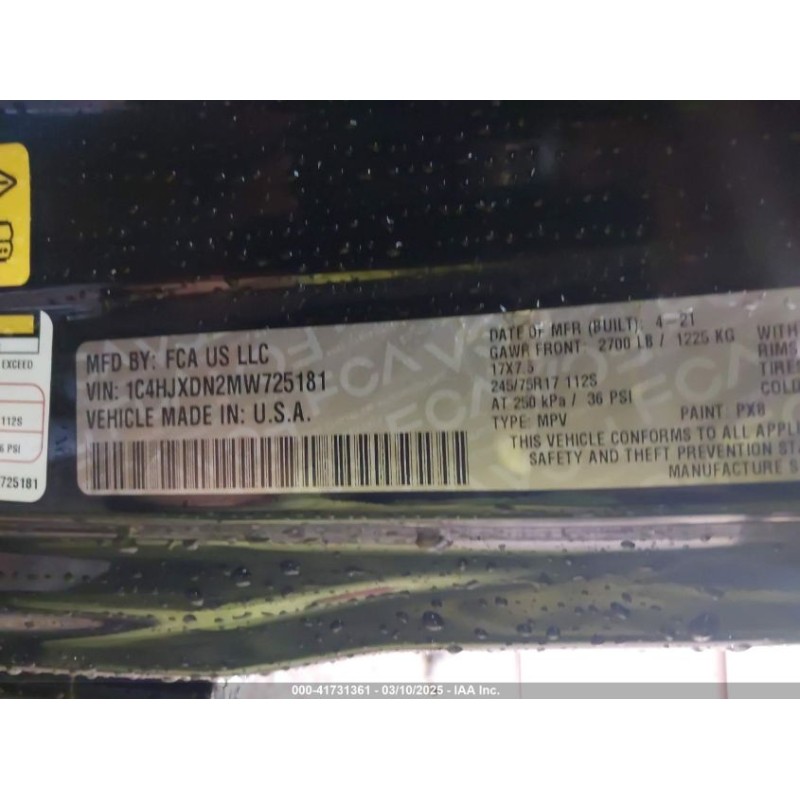 EXCEED
112S
6 PSI
725181
MFD BY: FCA US LLC
VIN: 1C4HJXDN2MW725181
VEHICLE MADE IN: U.S.A.
DATE OF MFR (BUILT) 4-21
GAWR FRONT: 2700 LB / 1225 KG
WITH
17X7.5
RIMS
245/75R17 112S
TIRES
AT 250 kPa / 36 PSI
COLD
TYPE: MPV
PAINT: PX8
THIS VEHICLE CONFORMS TO ALL APPL
SAFETY AND THEFT PREVENTION STA
MANUFACTURE S
000-41731361 - 03/10/2025 - IAA Inc.